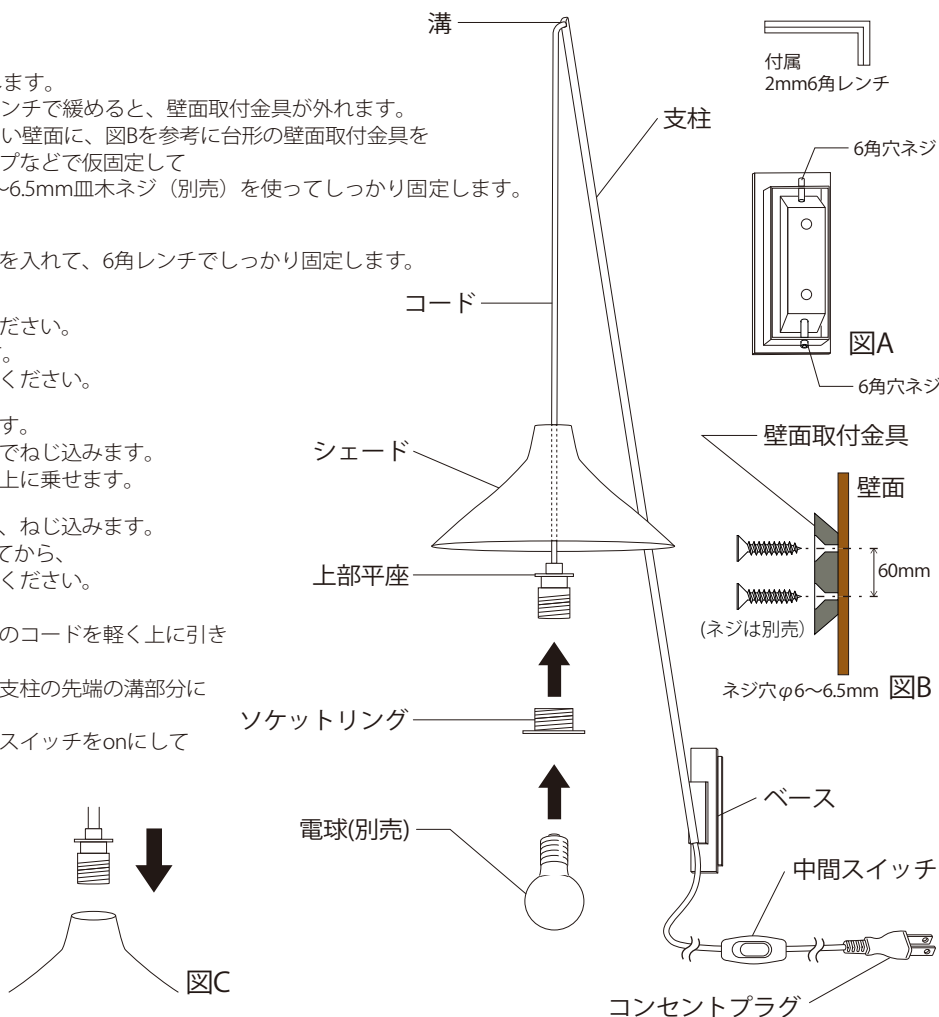 します。
レンチで緩めると、壁面取付金具が外れます。
い壁面に、図Bを参考に台形の壁面取付金具を
プなどで仮固定して
～6.5mm皿木ネジ（別売）を使ってしっかり固定します。
を入れて、6角レンチでしっかり固定します。
ださい。
す。
ください。
す。
でねじ込みます。
上に乗せます。
、ねじ込みます。
てから、
ください。
のコードを軽く上に引き
支柱の先端の溝部分に
スイッチをonにして
図C
溝
支柱
コード
シェード
上部平座
ソケットリング
電球(別売)
ベース
中間スイッチ
コンセントプラグ
付属
2mm6角レンチ
6角穴ネジ
図A
6角穴ネジ
壁面取付金具
壁面
60mm
(ネジは別売)
ネジ穴φ6～6.5mm 図B